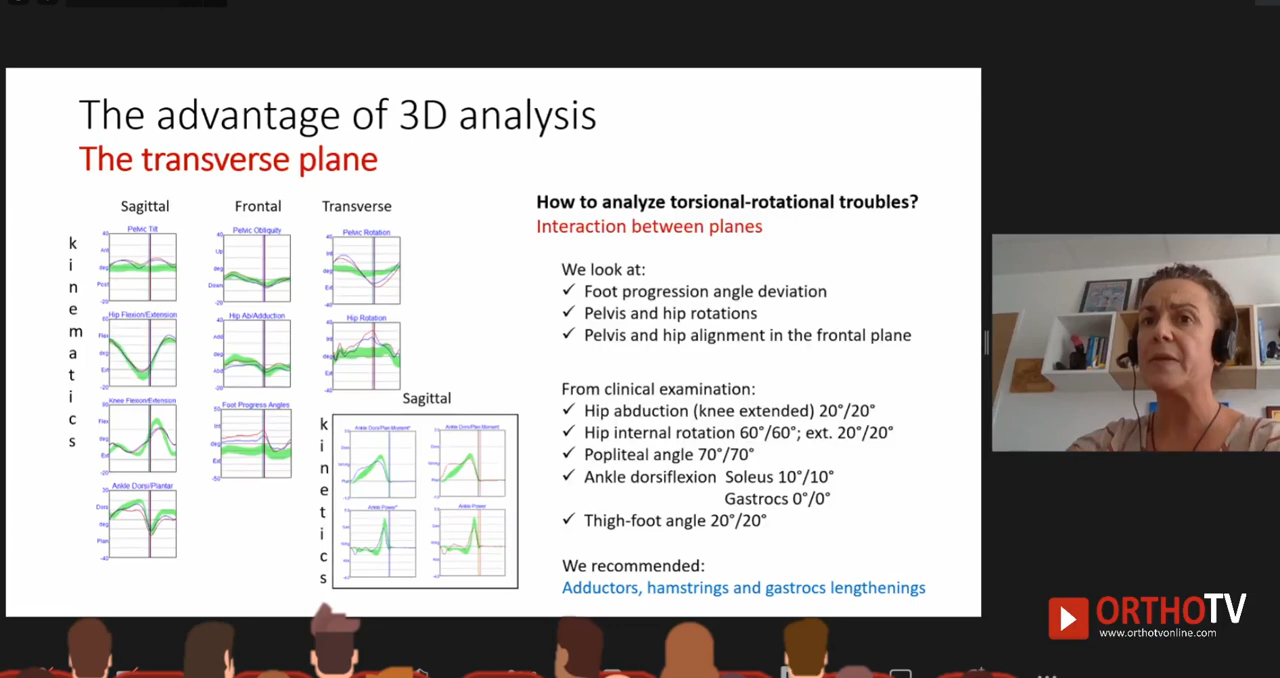 The advantage of 3D analysis
The transverse plane
Sagittal
Frontal
Transverse
kinematics
Pelvic Tilt
Pelvic Obliquity
Pelvic Rotation
Hip Flexion/Extension
Hip Ab/Adduction
Hip Rotation
Knee Flexion/Extension
Foot Progress Angles
Ankle Dorsi/Plantar
Sagittal
kinetics
Ankle Dors/Plan Moment*
Ankle Dors/Plan Moment
Ankle Power*
Ankle Power
How to analyze torsional-rotational troubles?
Interaction between planes
We look at:
✓ Foot progression angle deviation
✓ Pelvis and hip rotations
✓ Pelvis and hip alignment in the frontal plane
From clinical examination:
✓ Hip abduction (knee extended) 20°/20°
✓ Hip internal rotation 60°/60°; ext. 20°/20°
✓ Popliteal angle 70°/70°
✓ Ankle dorsiflexion Soleus 10°/10°
Gastrocs 0°/0°
✓ Thigh-foot angle 20°/20°
We recommended:
Adductors, hamstrings and gastrocs lengthenings
ORTHOTV
www.orthotvonline.com